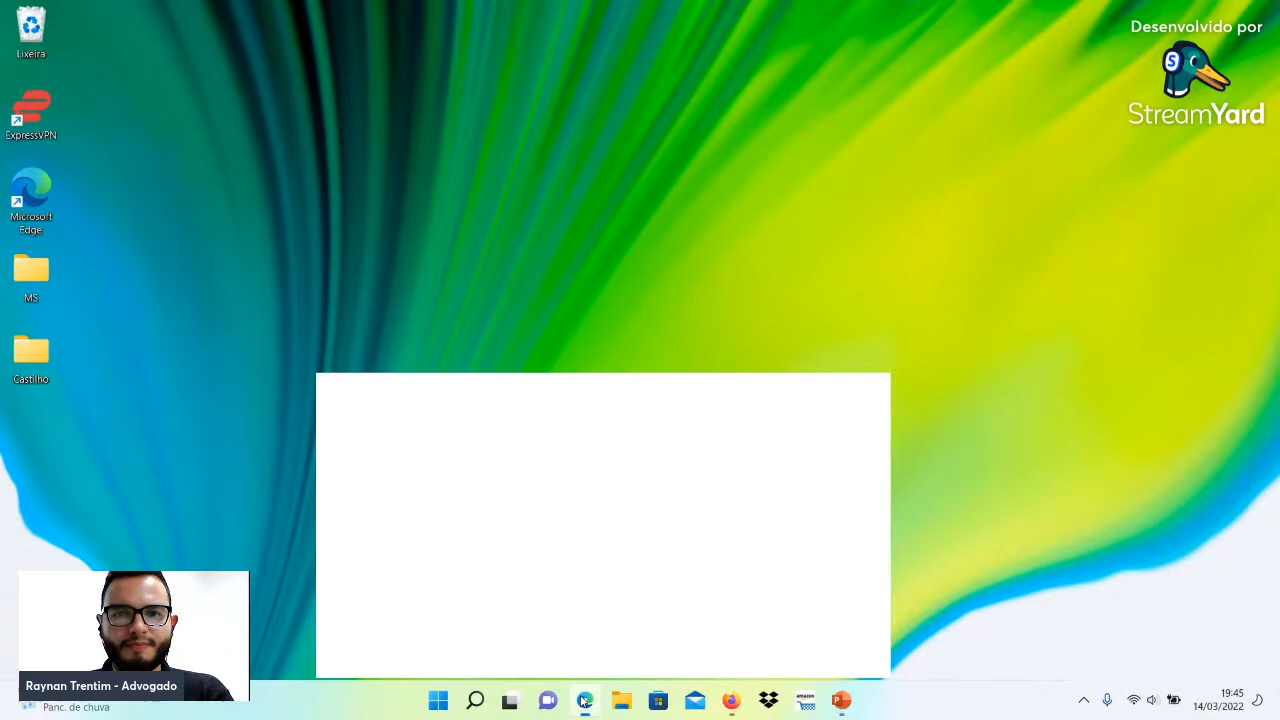 Desenvolvido por
StreamYard
Lixeira
ExpressVPN
Microsoft
Edge
MS
Castilho
Raynan Trentim - Advogado
Panc. de chuva
amazon
19:45
14/03/2022